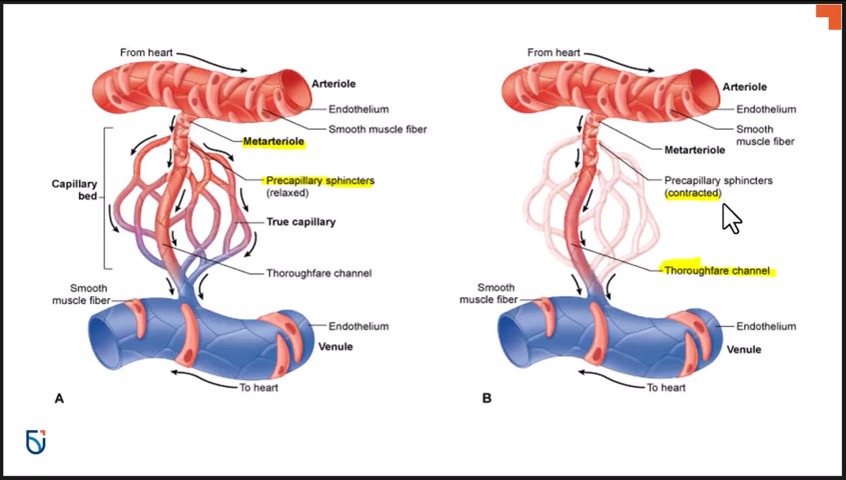 From heart
Arteriole
Endothelium
Smooth muscle fiber
Metarteriole
Precapillary sphincters
(relaxed)
Capillary
bed
True capillary
Thoroughfare channel
Smooth
muscle fiber
Endothelium
Venule
To heart
A
From heart
Arteriole
Endothelium
Smooth
muscle fiber
Metarteriole
Precapillary sphincters
(contracted)
Thoroughfare channel
Smooth
muscle fiber
Endothelium
Venule
To heart
B